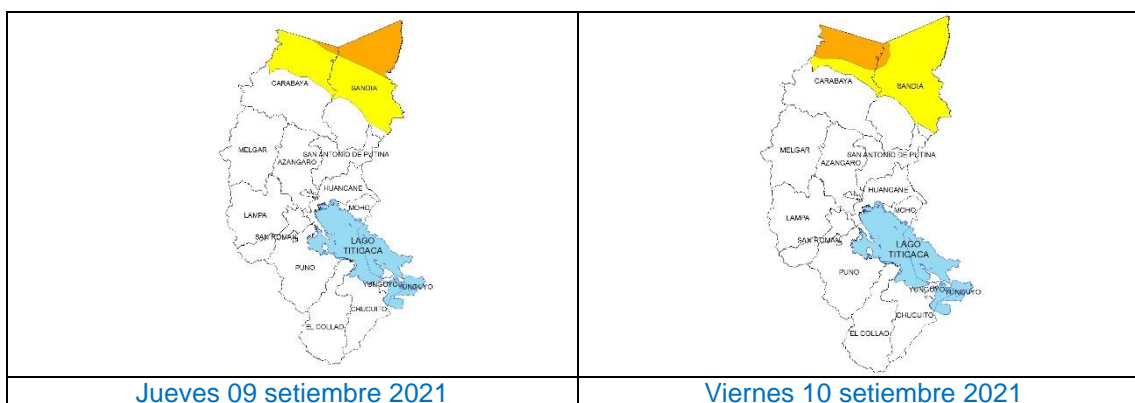 CARABAYA
SANDIA
MELGAR
AZANGARO
SAN ANTONIO DE PUTINA
HUANCANE
MOHO
LAMPA
SAN ROMAN
LAGO
TITICACA
PUNO
YUNGUYO
YUNGUYO
CHUCUITO
EL COLLAO
Jueves 09 setiembre 2021
CARABAYA
SANDIA
MELGAR
AZANGARO
SAN ANTONIO DE PUTINA
HUANCANE
MOHO
LAMPA
SAN ROMAN
LAGO
TITICACA
PUNO
YUNGUYO
YUNGUYO
CHUCUITO
EL COLLAO
Viernes 10 setiembre 2021